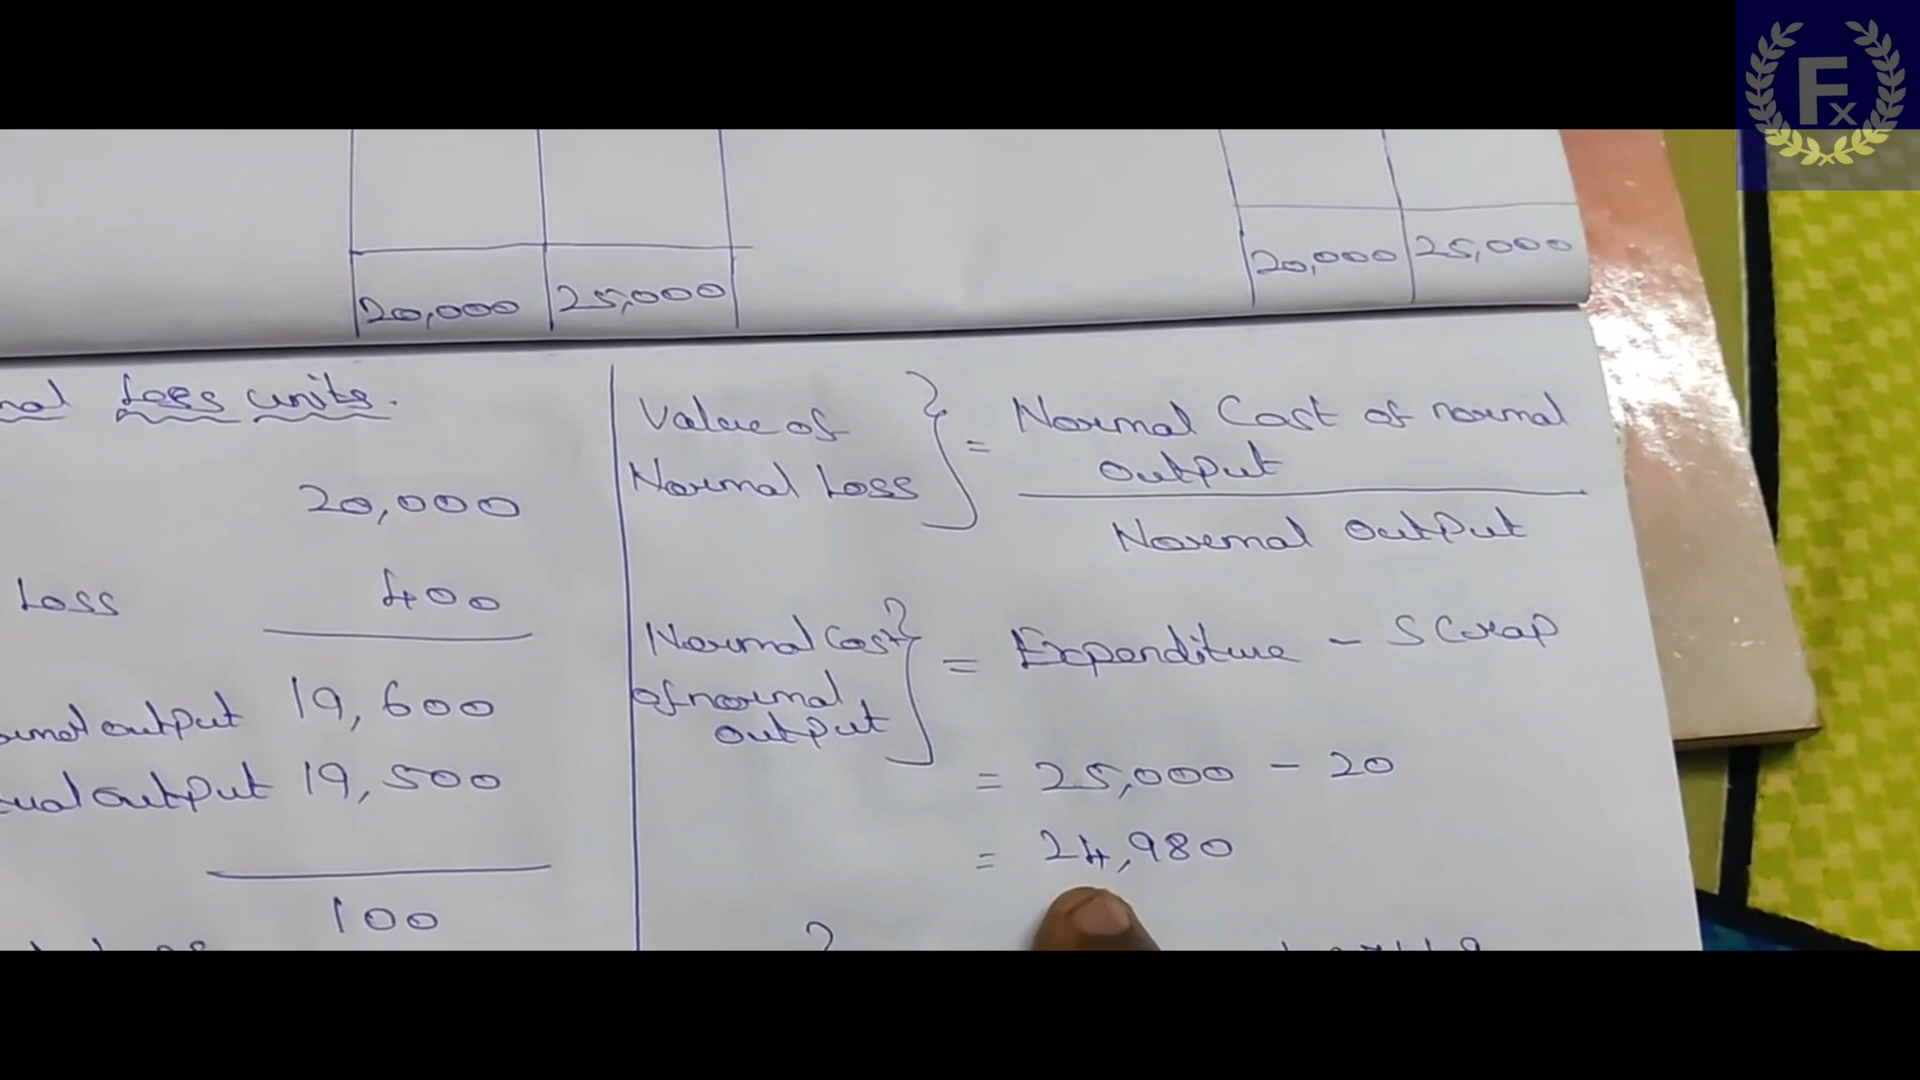 20,000 25,000
20,000 25,000
Loss units.
20,000
Loss 400
output 19,600
output 19,500
100
Value of
Normal Loss } = Normal Cost of normal
output
Normal output
Normal Cost
of normal
output } = Expenditure - SCrap
= 25,000 - 20
= 24,980
Fx